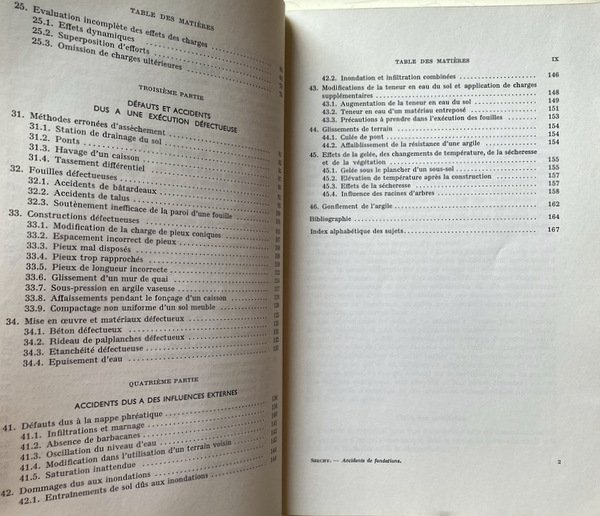 TABLE DES MATIÈRES
25. Evaluation incomplète des effets des charges
25.1. Effets dynamiques
25.2. Superposition d'efforts
25.3. Omission de charges ultérieures
TROISIÈME PARTIE
DÉFAUTS ET ACCIDENTS
DUS A UNE EXÉCUTION DÉFECTUEUSE
31. Méthodes erronées d'assèchement
31.1. Station de drainage du sol
31.2. Ponts
31.3. Havage d'un caisson
31.4. Tassement différentiel
32. Fouilles défectueuses
32.1. Accidents de bâtardeaux
32.2. Accidents de talus
32.3. Soutènement inefficace de la paroi d'une fouille
33. Constructions défectueuses
33.1. Modification de la charge de pieux coniques
33.2. Espacement incorrect de pieux
33.3. Pieux mal disposés
33.4. Pieux trop rapprochés
33.5. Pieux de longueur incorrecte
33.6. Glissement d'un mur de quai
33.7. Sous-pression en argile vaseuse
33.8. Affaissements pendant le fonçage d'un caisson
33.9. Compactage non uniforme d'un sol meuble
34. Mise en œuvre et matériaux défectueux
34.1. Béton défectueux
34.2. Rideau de palplanches défectueux
34.3. Etanchéité défectueuse
34.4. Epuisement d'eau
QUATRIÈME PARTIE
ACCIDENTS DUS A DES INFLUENCES EXTERNES
41. Défauts dus à la nappe phréatique
41.1. Infiltrations et marnage
41.2. Absence de barbacanes
41.3. Oscillation du niveau d'eau
41.4. Modification dans l'utilisation d'un terrain voisin
41.5. Saturation inattendue
42. Dommages dus aux inondations
42.1. Entraînements de sol dûs aux inondations
TABLE DES MATIÈRES IX
42.2. Inondation et infiltration combinées 146
43. Modifications de la teneur en eau du sol et application de charges
supplémentaires 148
43.1. Augmentation de la teneur en eau du sol 149
43.2. Teneur en eau d'un matériau entreposé 151
43.3. Précautions à prendre dans l'exécution des fouilles 153
44. Glissements de terrain 154
44.1. Culée de pont 154
44.2. Affaiblissement de la résistance d'une argile 154
45. Effets de la gelée, des changements de température, de la sécheresse
et de la végétation 155
45.1. Gelée sous le plancher d'un sous-sol 155
45.2. Elévation de température après la construction 157
45.3. Effets de la sécheresse 157
45.4. Influence des racines d'arbres 158
46. Gonflement de l'argile 162
Bibliographie 164
Index alphabétique des sujets 167
SZECHY. — Accidents de fondations. 2